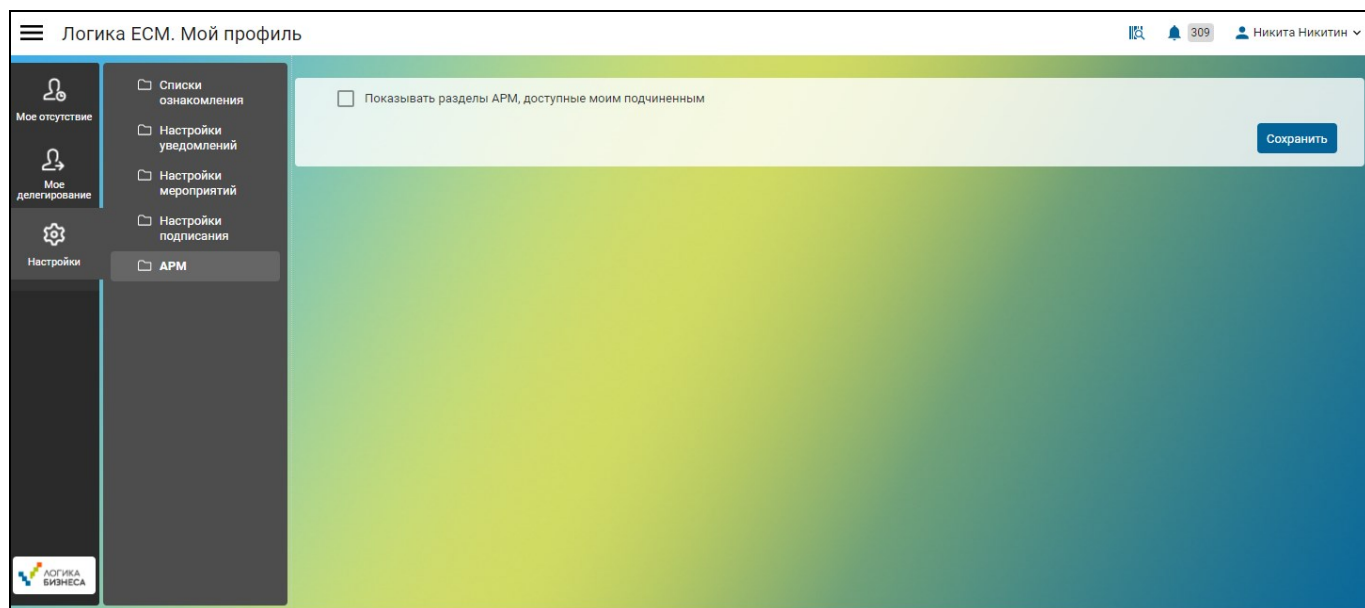 Логика ECM. Мой профиль
309
Никита Никитин
Мое отсутствие
Мое
делегирование
Настройки
Списки
ознакомления
Настройки
уведомлений
Настройки
мероприятий
Настройки
подписания
АРМ
Показывать разделы АРМ, доступные моим подчиненным
Сохранить
ЛОГИКА
БИЗНЕСА